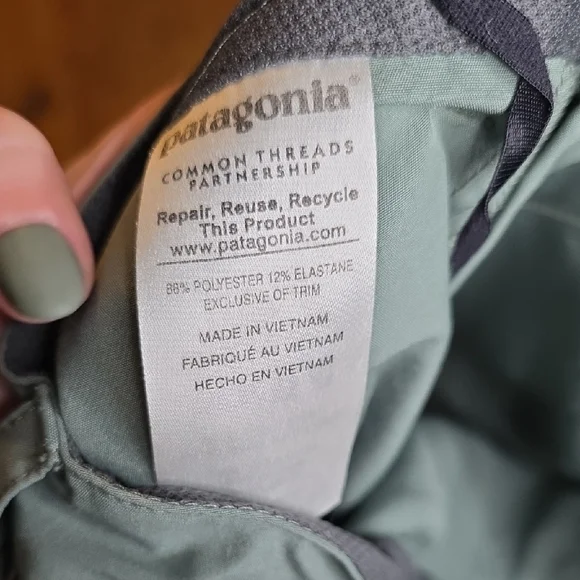 patagonia®
COMMON THREADS
PARTNERSHIP
Repair, Reuse, Recycle
This Product
www.patagonia.com
88% POLYESTER 12% ELASTANE
EXCLUSIVE OF TRIM
MADE IN VIETNAM
FABRIQUÉ AU VIETNAM
HECHO EN VIETNAM